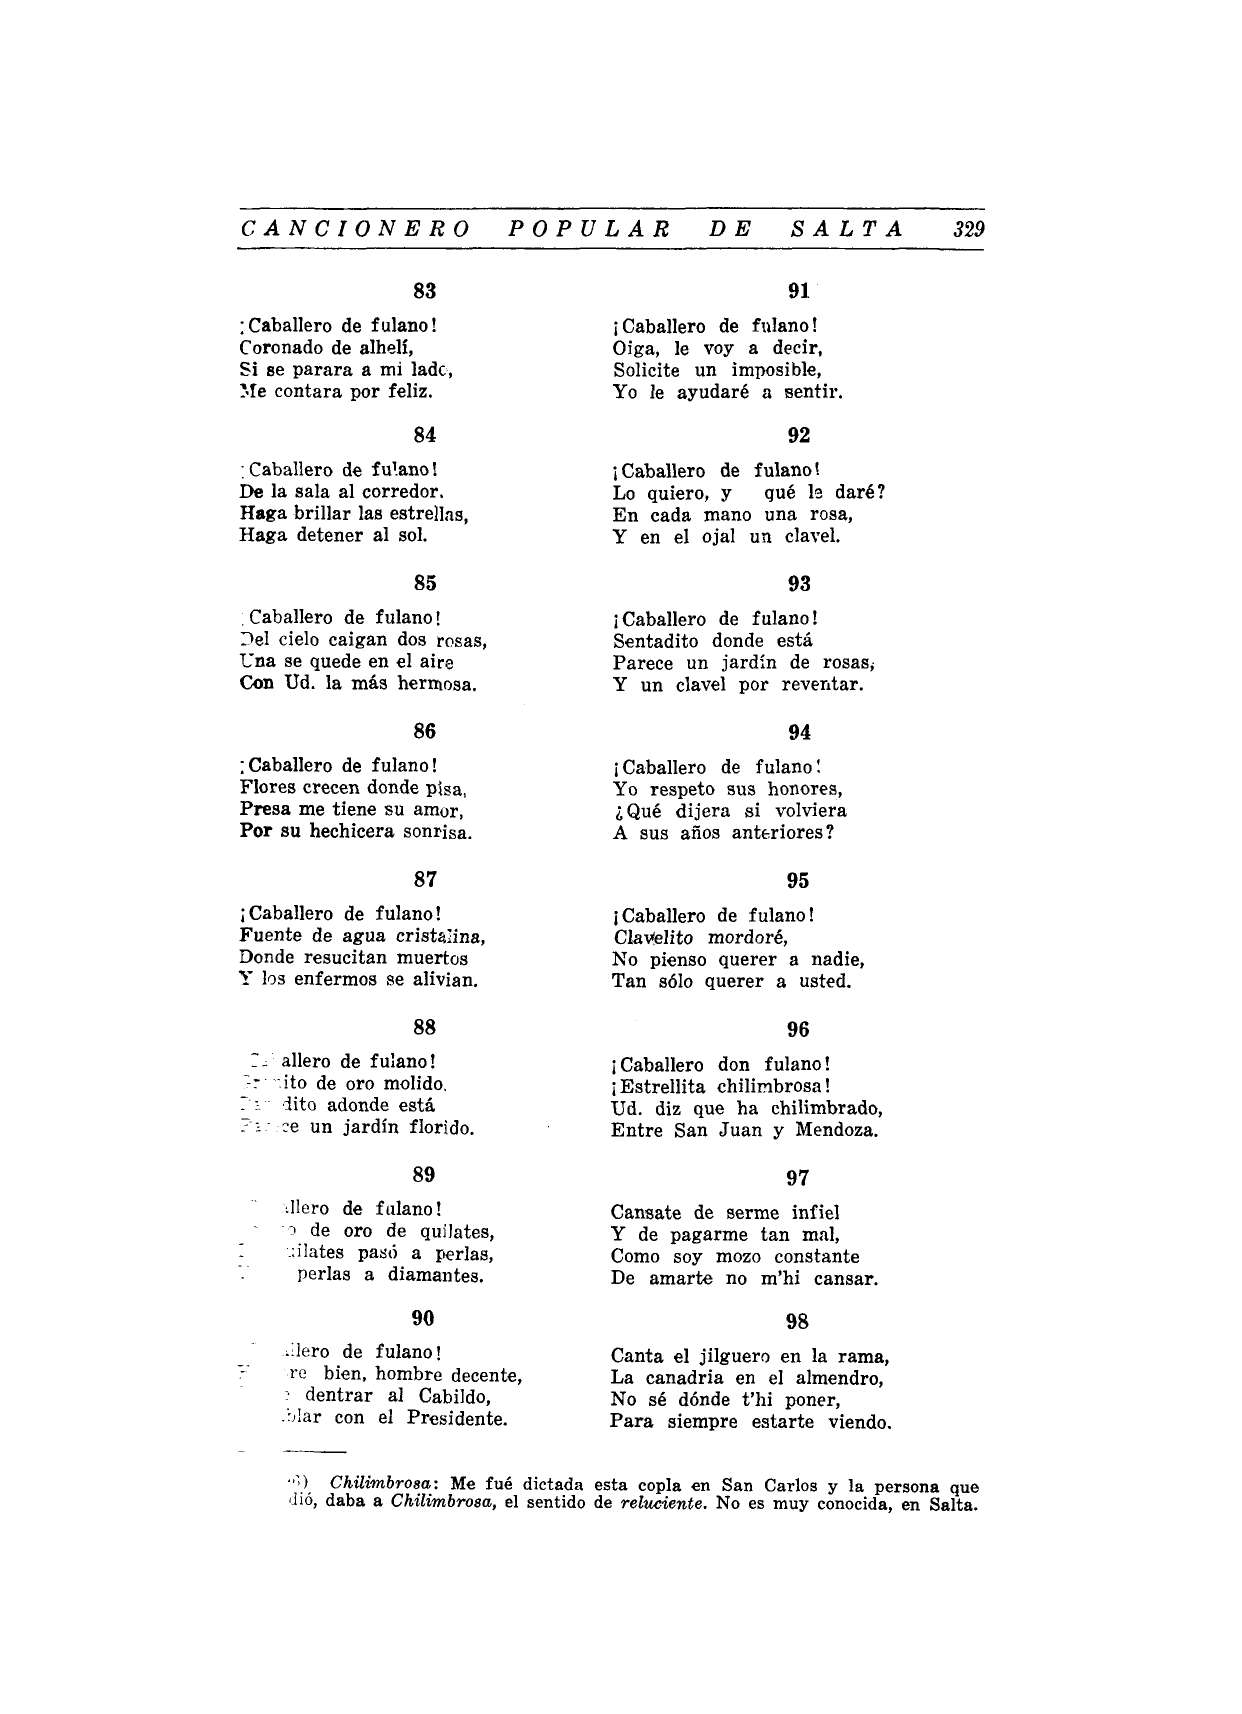 CANCIONERO POPULAR DE SALTA 329
83
¡Caballero de fulano!
Coronado de alhelí,
Si se parara a mi lado,
Me contara por feliz.
84
¡Caballero de fulano!
De la sala al corredor.
Haga brillar las estrellas,
Haga detener al sol.
85
¡Caballero de fulano!
Del cielo caigan dos rosas,
Una se quede en el aire
Con Ud. la más hermosa.
86
¡Caballero de fulano!
Flores crecen donde pisa,
Presa me tiene su amor,
Por su hechicera sonrisa.
87
¡Caballero de fulano!
Fuente de agua cristalina,
Donde resucitan muertos
Y los enfermos se alivian.
88
allero de fulano!
ito de oro molido.
dito adonde está
ce un jardín florido.
89
llero de fulano!
de oro de quilates,
ilates pasó a perlas,
perlas a diamantes.
90
llero de fulano!
re bien, hombre decente,
dentrar al Cabildo,
blar con el Presidente.
91
¡Caballero de fulano!
Oiga, le voy a decir,
Solicite un imposible,
Yo le ayudaré a sentir.
92
¡Caballero de fulano!
Lo quiero, y qué le daré?
En cada mano una rosa,
Y en el ojal un clavel.
93
¡Caballero de fulano!
Sentadito donde está
Parece un jardín de rosas,
Y un clavel por reventar.
94
¡Caballero de fulano!
Yo respeto sus honores,
¿Qué dijera si volviera
A sus años anteriores?
95
¡Caballero de fulano!
Clavelito mordoré,
No pienso querer a nadie,
Tan sólo querer a usted.
96
¡Caballero don fulano!
¡Estrellita chilimbrosa!
Ud. diz que ha chilimbrado,
Entre San Juan y Mendoza.
97
Cansate de serme infiel
Y de pagarme tan mal,
Como soy mozo constante
De amarte no m'hi cansar.
98
Canta el jilguero en la rama,
La canadria en el almendro,
No sé dónde t'hi poner,
Para siempre estarte viendo.
) Chilimbrosa: Me fué dictada esta copla en San Carlos y la persona que
dió, daba a Chilimbrosa, el sentido de reluciente. No es muy conocida, en Salta.